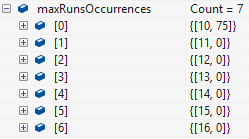 maxRunsOccurrences Count = 7
[0] {[10, 75]}
[1] {[11, 0]}
[2] {[12, 0]}
[3] {[13, 0]}
[4] {[14, 0]}
[5] {[15, 0]}
[6] {[16, 0]}